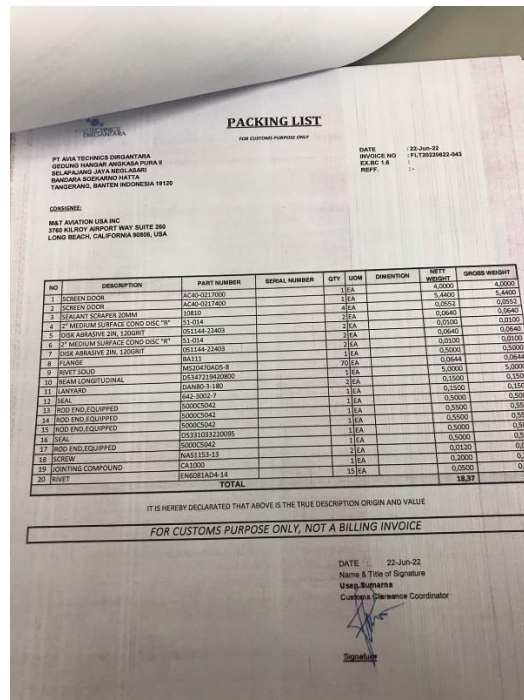 DIRGANTARA
PACKING LIST
FOR CUSTOMS PURPOSE ONLY
PT AVIA TECHNICS DIRGANTARA
GEDUNG HANGAR ANGKASA PURA II
SELAPAJANG JAYA NEGLASARI
BANDARA SOEKARNO HATTA
TANGERANG, BANTEN INDONESIA 19120
DATE : 22-Jun-22
INVOICE NO : FLT20220622-043
EX.BC 1.6 :
REFF. :-
CONSIGNEE:
M&T AVIATION USA INC
3760 KILROY AIRPORT WAY SUITE 260
LONG BEACH, CALIFORNIA 90806, USA
NO DESCRIPTION PART NUMBER SERIAL NUMBER QTY UOM DIMENTION NETT WEIGHT GROSS WEIGHT
1 SCREEN DOOR AC40-0217000 1 EA 4,0000 4,0000
2 SCREEN DOOR AC40-0217400 1 EA 5,4400 5,4400
3 SEALANT SCRAPER 20MM 10810 4 EA 0,0552 0,0552
4 2" MEDIUM SURFACE COND DISC "R" 51-014 2 EA 0,0640 0,0640
5 DISK ABRASIVE 2IN, 120GRIT 051144-22403 2 EA 0,0100 0,0100
6 2" MEDIUM SURFACE COND DISC "R" 51-014 2 EA 0,0640 0,0640
7 DISK ABRASIVE 2IN, 120GRIT 051144-22403 2 EA 0,0100 0,0100
8 FLANGE BA111 1 EA 0,5000 0,5000
9 RIVET SOLID MS20470AD5-8 70 EA 0,0644 0,0644
10 BEAM LONGITUDINAL D5347219420800 1 EA 5,0000 5,000
11 LANYARD DAN80-3-180 2 EA 0,1500 0,150
12 SEAL 642-3002-7 1 EA 0,1500 0,150
13 ROD END,EQUIPPED 5000C5042 1 EA 0,5000 0,50
14 ROD END,EQUIPPED 5000C5042 1 EA 0,5500 0,55
15 ROD END,EQUIPPED 5000C5042 1 EA 0,5500 0,55
16 SEAL D5331033220095 1 EA 0,5000 0,5
17 ROD END,EQUIPPED 5000C5042 1 EA 0,5000 0,5
18 SCREW NAS1153-13 2 EA 0,0120 0,0
19 JOINTING COMPOUND CA1000 1 EA 0,2000 0,
20 RIVET EN6081AD4-14 15 EA 0,0500
TOTAL 18,37
IT IS HEREBY DECLARATED THAT ABOVE IS THE TRUE DESCRIPTION ORIGIN AND VALUE
FOR CUSTOMS PURPOSE ONLY, NOT A BILLING INVOICE
DATE : 22-Jun-22
Name & Title of Signature
Usep Sumarna
Customs Clereance Coordinator
Signature